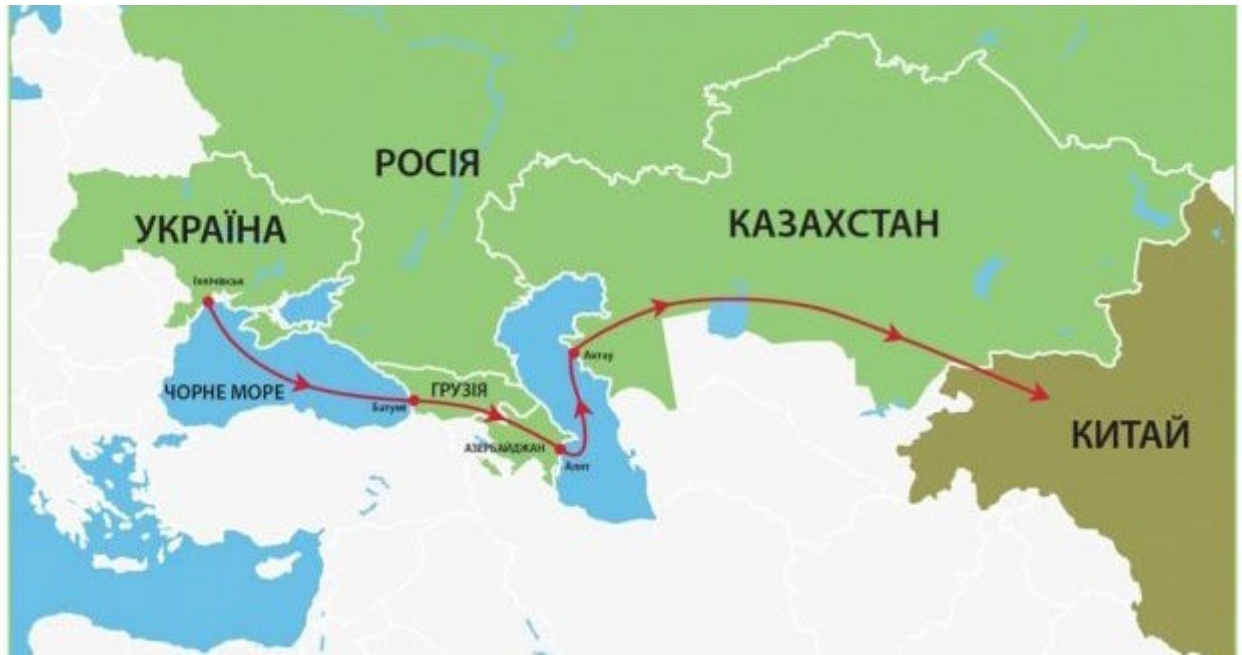 РОСІЯ
УКРАЇНА
КАЗАХСТАН
Іллічівськ
Актау
ЧОРНЕ МОРЕ
ГРУЗІЯ
Батумі
АЗЕРБАЙДЖАН
Алят
КИТАЙ